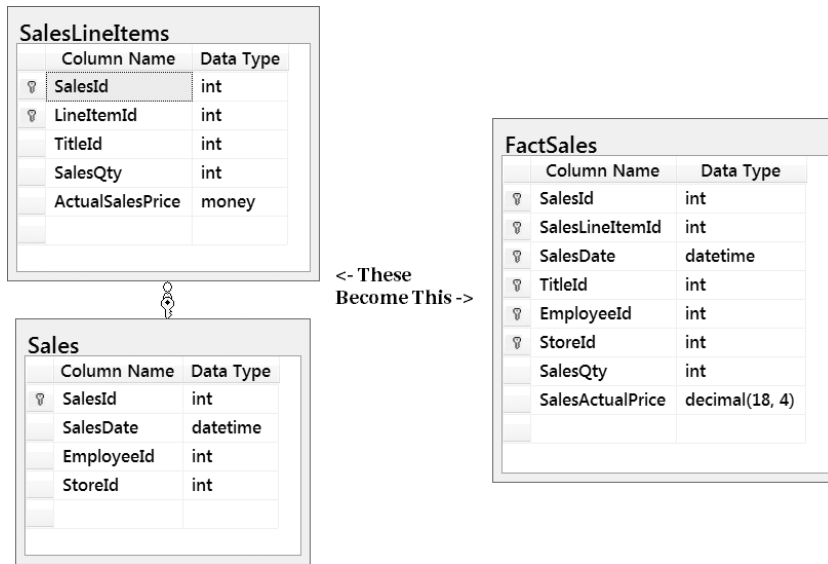 SalesLineItems
Column Name Data Type
SalesId int
LineItemId int
TitleId int
SalesQty int
ActualSalesPrice money
Sales
Column Name Data Type
SalesId int
SalesDate datetime
EmployeeId int
StoreId int
<- These
Become This ->
FactSales
Column Name Data Type
SalesId int
SalesLineItemId int
SalesDate datetime
TitleId int
EmployeeId int
StoreId int
SalesQty int
SalesActualPrice decimal(18, 4)